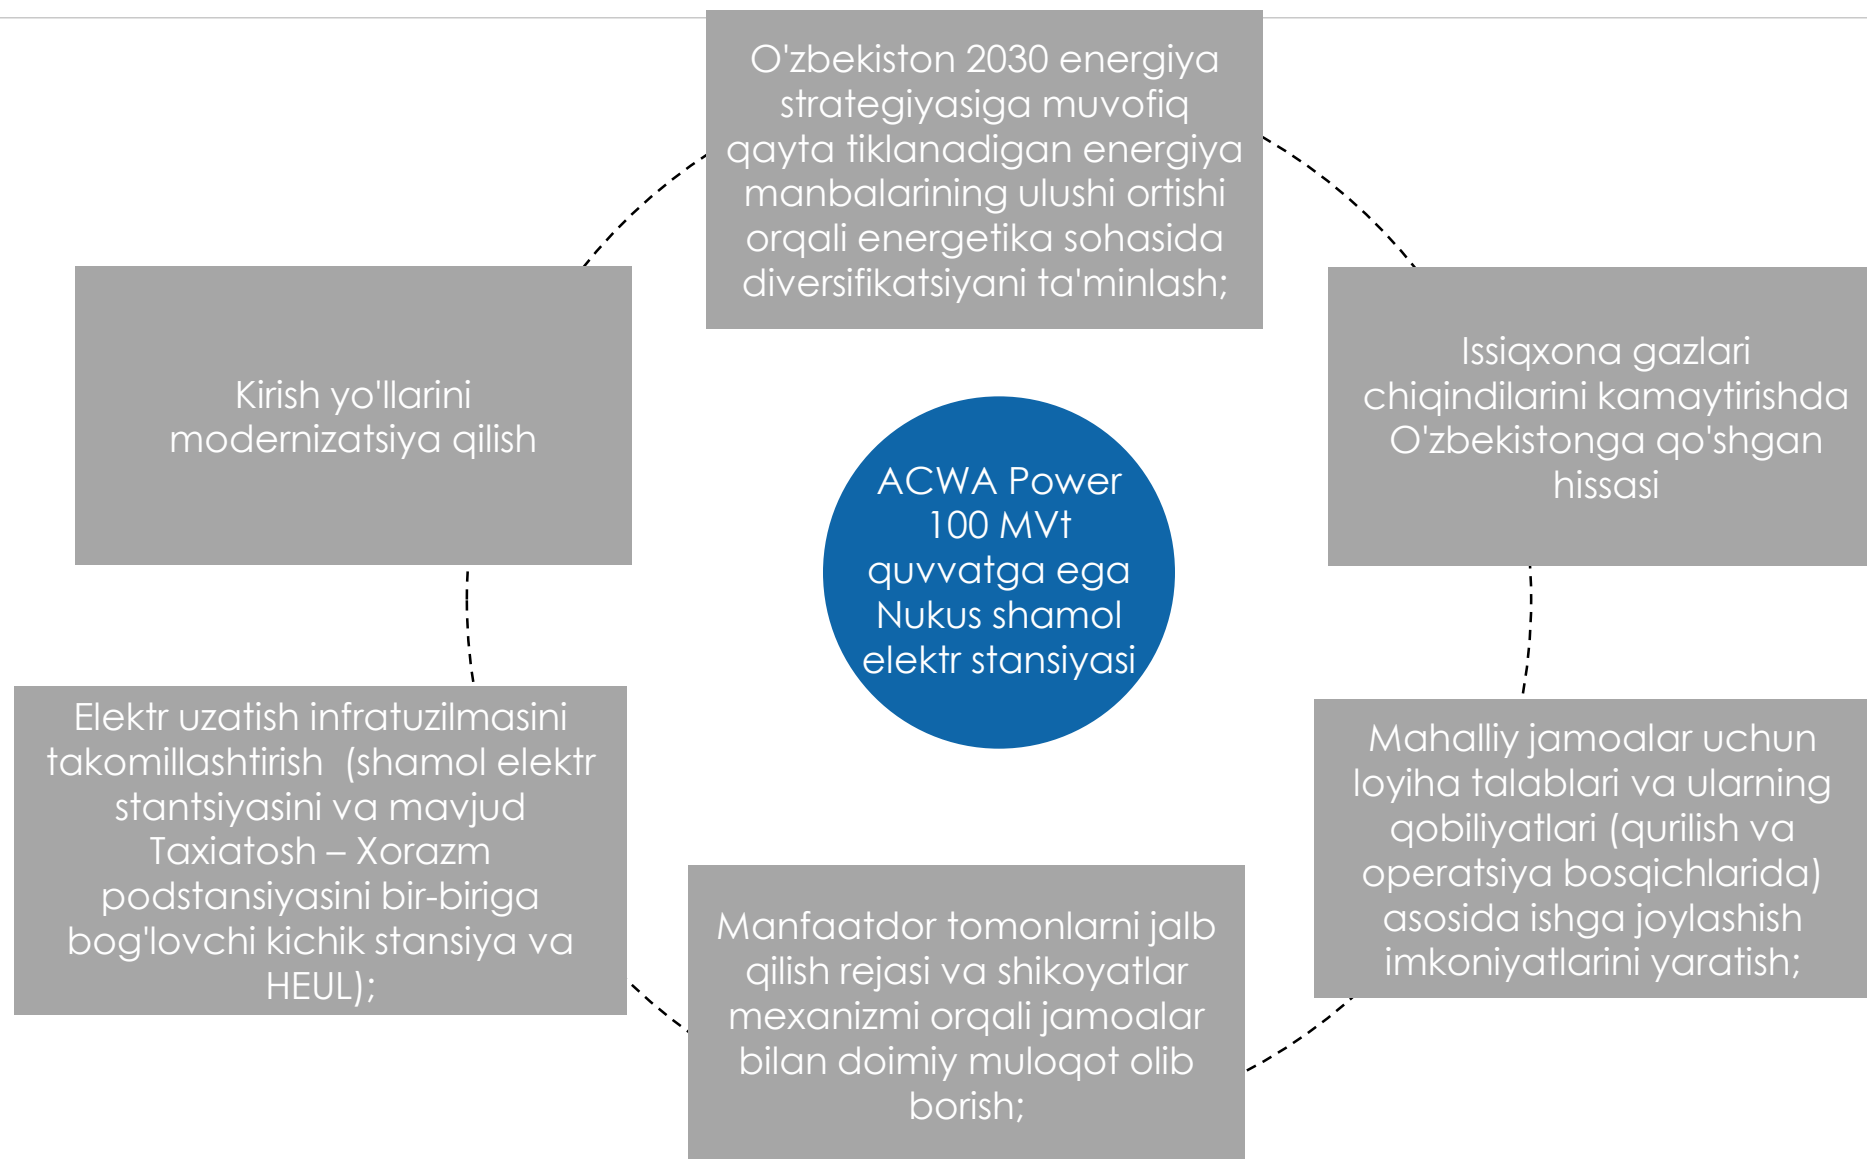 O'zbekiston 2030 energiya
strategiyasiga muvofiq
qayta tiklanadigan energiya
manbalarining ulushi ortishi
orqali energetika sohasida
diversifikatsiyani ta'minlash;
Kirish yo'llarini
modernizatsiya qilish
Issiqxona gazlari
chiqindilarini kamaytirishda
O'zbekistonga qo'shgan
hissasi
ACWA Power
100 MVt
quvvatga ega
Nukus shamol
elektr stansiyasi
Elektr uzatish infratuzilmasini
takomillashtirish (shamol elektr
stantsiyasini va mavjud
Taxiatosh – Xorazm
podstansiyasini bir-biriga
bog'lovchi kichik stansiya va
HEUL);
Mahalliy jamoalar uchun
loyiha talablari va ularning
qobiliyatlari (qurilish va
operatsiya bosqichlarida)
asosida ishga joylashish
imkoniyatlarini yaratish;
Manfaatdor tomonlarni jalb
qilish rejasi va shikoyatlar
mexanizmi orqali jamoalar
bilan doimiy muloqot olib
borish;